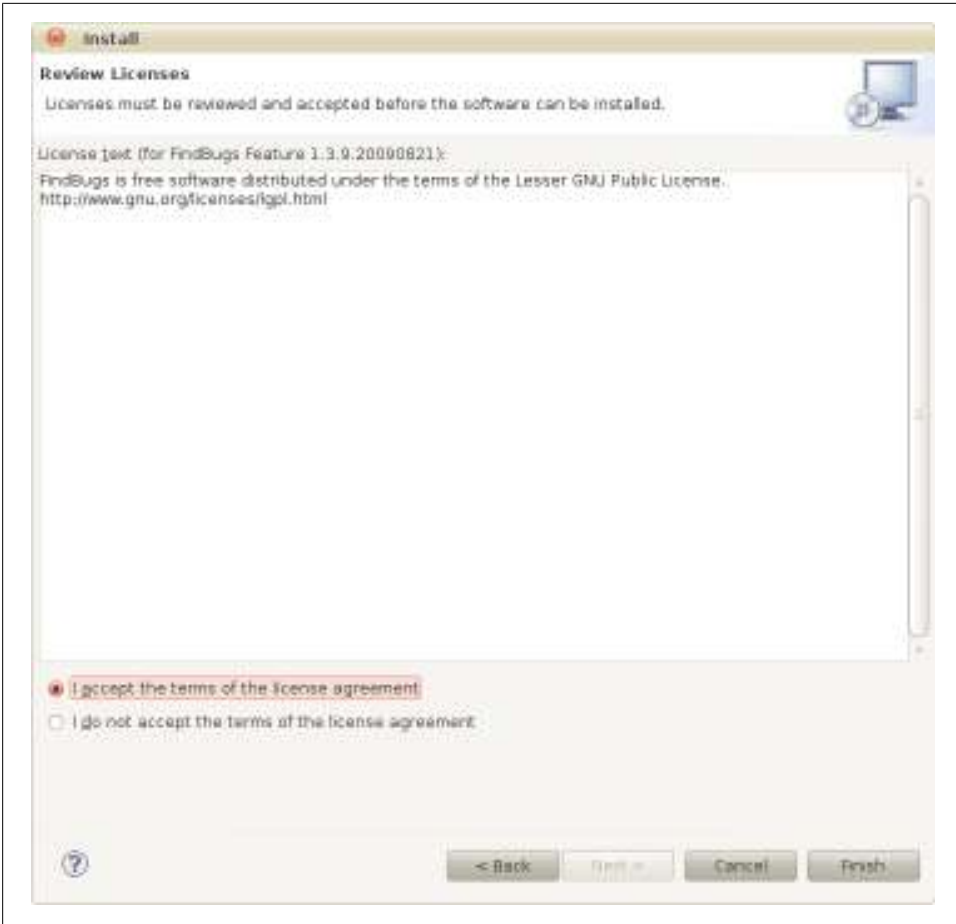 Install
Review Licenses
Licenses must be reviewed and accepted before the software can be installed.
License text (for FindBugs Feature 1.3.9.20090821):
FindBugs is free software distributed under the terms of the Lesser GNU Public License.
http://www.gnu.org/licenses/lgpl.html
I accept the terms of the license agreement
I do not accept the terms of the license agreement
?
< Back
Next >
Cancel
Finish